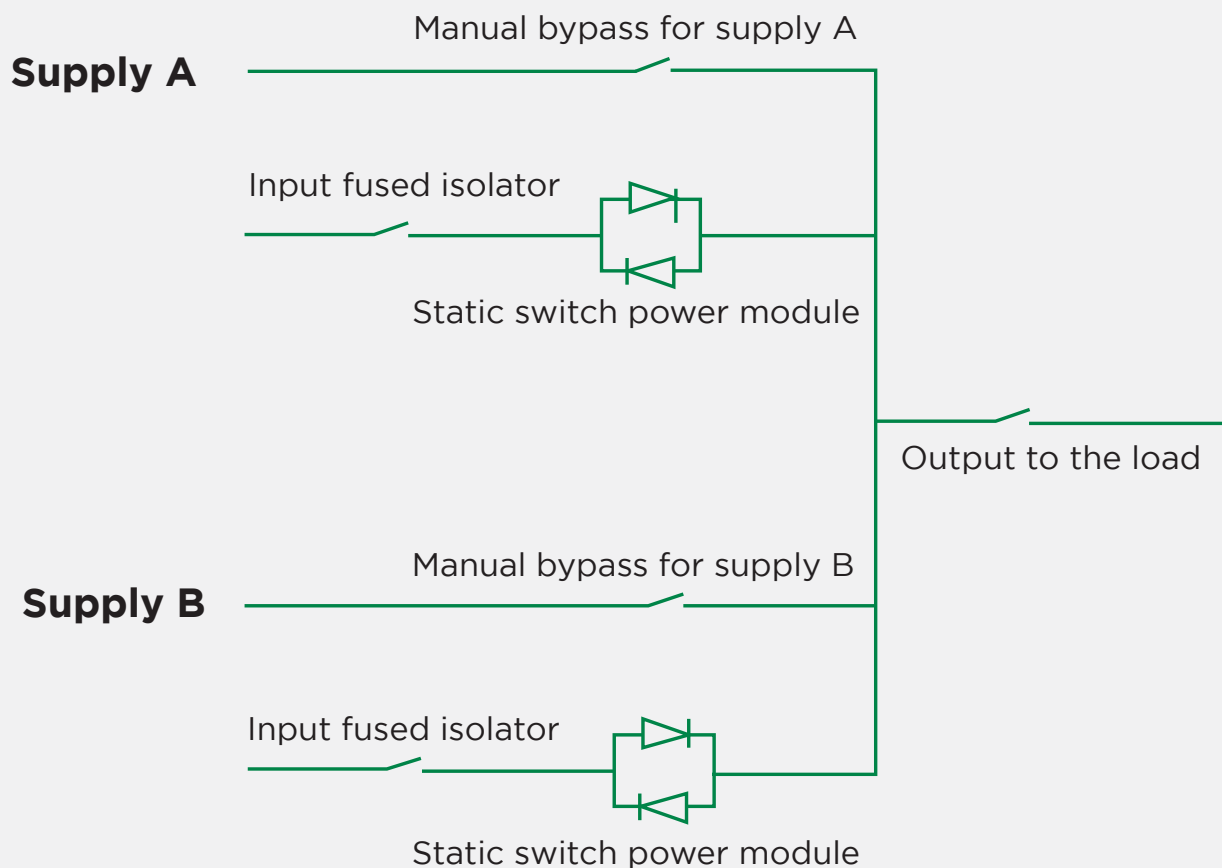 Manual bypass for supply A
Supply A
Input fused isolator
Static switch power module
Output to the load
Manual bypass for supply B
Supply B
Input fused isolator
Static switch power module